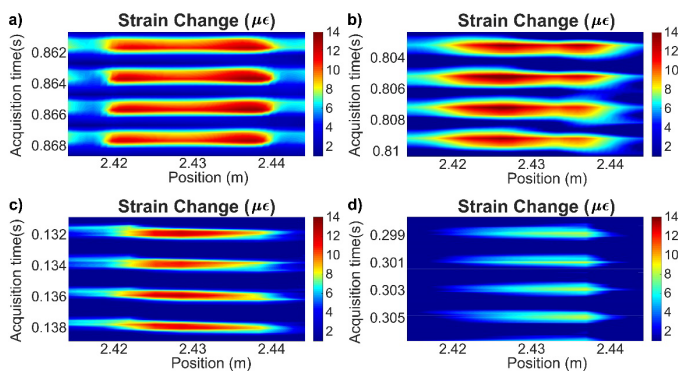 a) Strain Change (με)
Acquisition time(s)
0.862
0.864
0.866
0.868
2.42 2.43 2.44
Position (m)
14
12
10
8
6
4
2
b) Strain Change (με)
Acquisition time(s)
0.804
0.806
0.808
0.81
2.42 2.43 2.44
Position (m)
14
12
10
8
6
4
2
c) Strain Change (με)
Acquisition time(s)
0.132
0.134
0.136
0.138
2.42 2.43 2.44
Position (m)
14
12
10
8
6
4
2
d) Strain Change (με)
Acquisition time(s)
0.299
0.301
0.303
0.305
2.42 2.43 2.44
Position (m)
14
12
10
8
6
4
2